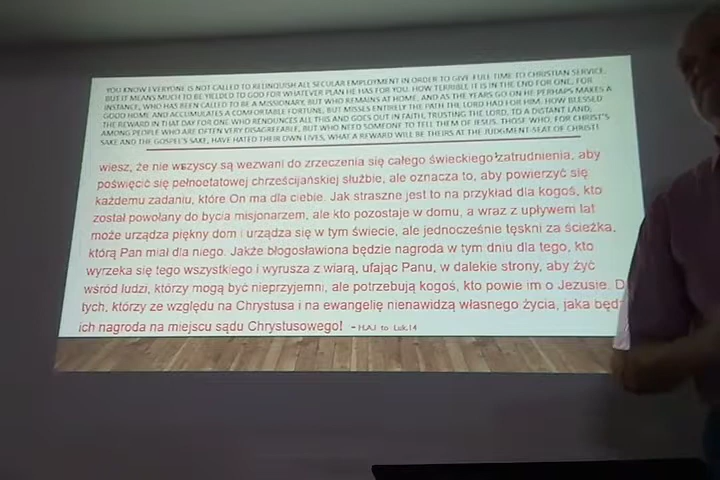 YOU KNOW EVERYONE IS NOT CALLED TO RELINQUISH ALL SECULAR EMPLOYMENT IN ORDER TO GIVE FULL TIME TO CHRISTIAN SERVICE.
BUT IT MEANS MUCH TO BE YIELDED TO GOD FOR WHATEVER PLAN HE HAS FOR YOU. HOW TERRIBLE IT IS IN THE END FOR ONE, FOR
INSTANCE, WHO HAS BEEN CALLED TO BE A MISSIONARY, BUT WHO REMAINS AT HOME, AND AS THE YEARS GO ON HE PERHAPS MAKES A
GOOD HOME AND ACCUMULATES A COMFORTABLE FORTUNE, BUT MISSES ENTIRELY THE PATH THE LORD HAD FOR HIM. HOW BLESSED
THE REWARD IN THAT DAY FOR ONE WHO RENOUNCES ALL THIS AND GOES OUT IN FAITH, TRUSTING THE LORD, TO A DISTANT LAND,
AMONG PEOPLE WHO ARE OFTEN VERY DISAGREEABLE, BUT WHO NEED SOMEONE TO TELL THEM OF JESUS. THOSE WHO, FOR CHRIST'S
SAKE AND THE GOSPEL'S SAKE, HAVE HATED THEIR OWN LIVES, WHAT A REWARD WILL BE THEIRS AT THE JUDGMENT-SEAT OF CHRIST!
wiesz, że nie wszyscy są wezwani do zrzeczenia się całego świeckiego zatrudnienia, aby
poświęcić się pełnoetatowej chrześcijańskiej służbie, ale oznacza to, aby powierzyć się
każdemu zadaniu, które On ma dla ciebie. Jak straszne jest to na przykład dla kogoś, kto
został powołany do bycia misjonarzem, ale kto pozostaje w domu, a wraz z upływem lat
może urządza piękny dom i urządza się w tym świecie, ale jednocześnie tęskni za ścieżką,
którą Pan miał dla niego. Jakże błogosławiona będzie nagroda w tym dniu dla tego, kto
wyrzeka się tego wszystkiego i wyrusza z wiarą, ufając Panu, w dalekie strony, aby żyć
wśród ludzi, którzy mogą być nieprzyjemni, ale potrzebują kogoś, kto powie im o Jezusie. D
tych, którzy ze względu na Chrystusa i na ewangelię nienawidzą własnego życia, jaka będz
ich nagroda na miejscu sądu Chrystusowego! - H.A.I to Luk.14